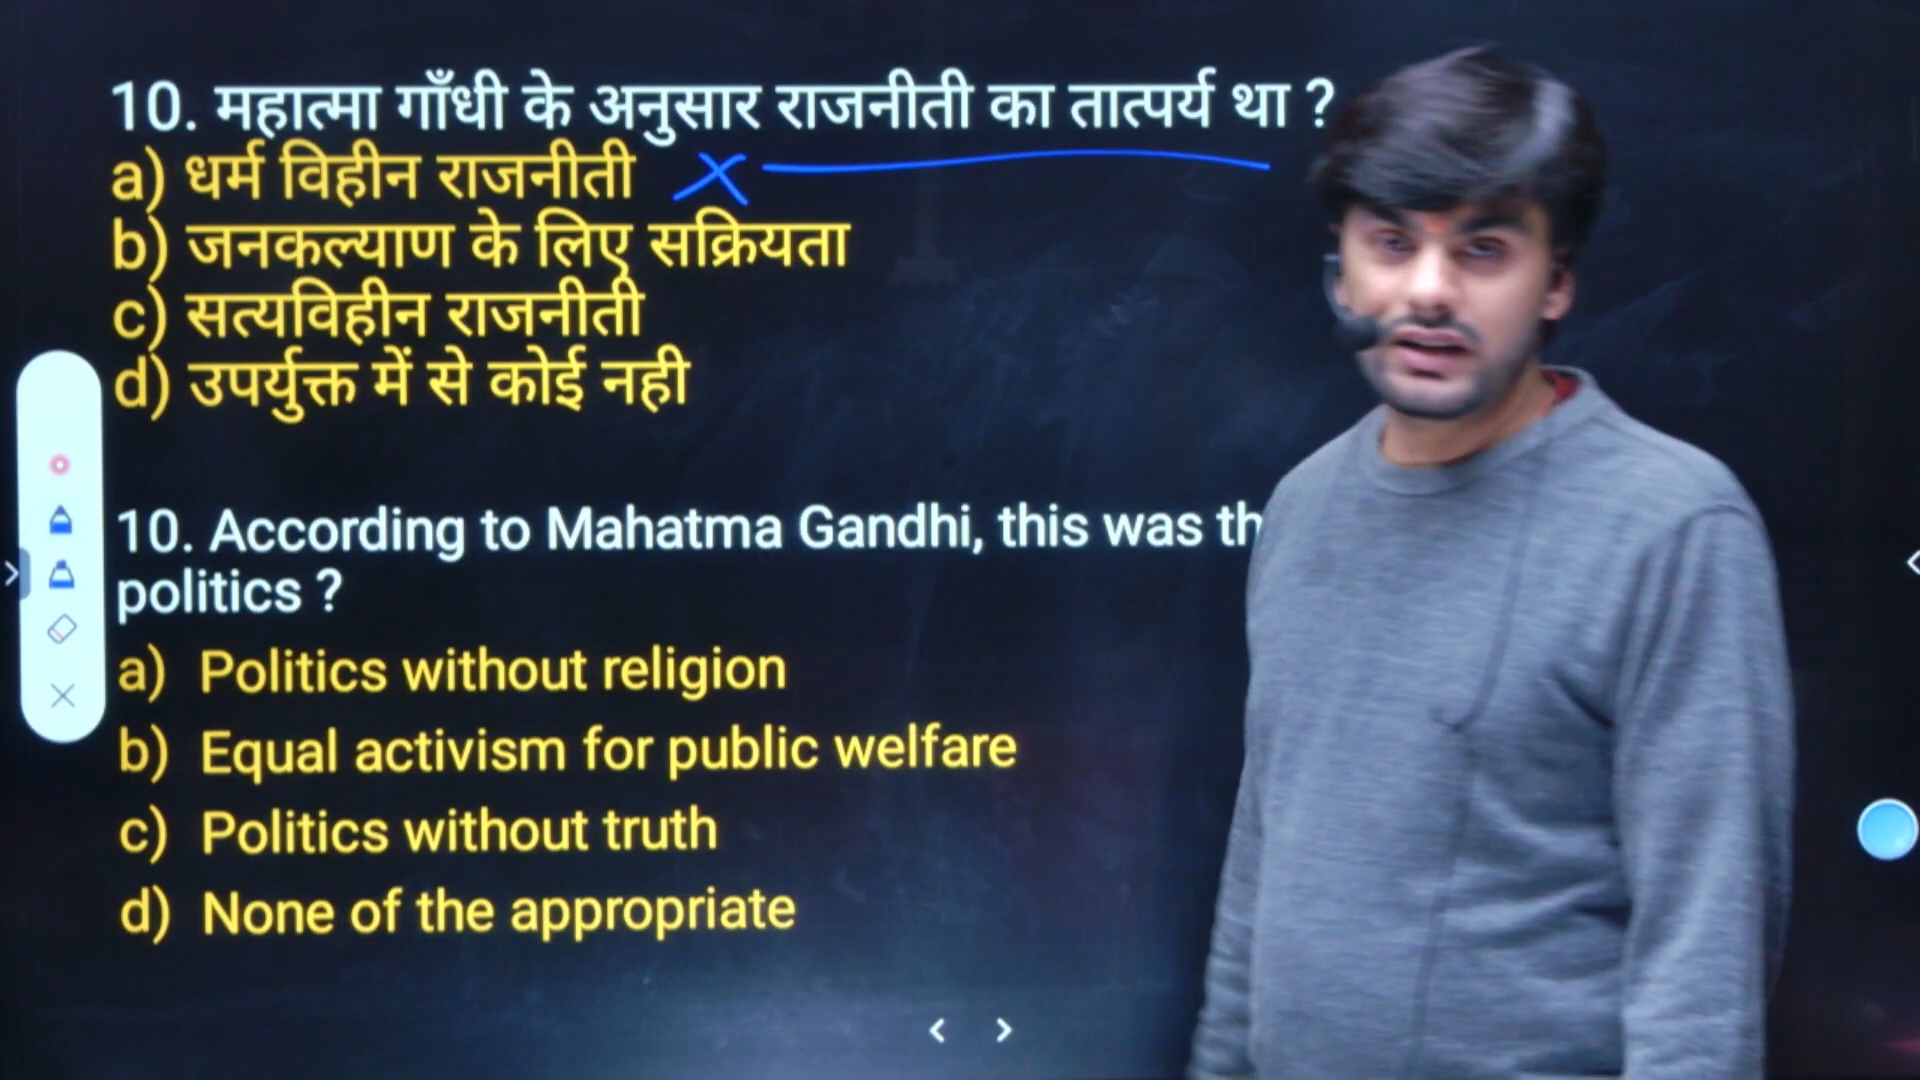 10. महात्मा गाँधी के अनुसार राजनीती का तात्पर्य था ?
a) धर्म विहीन राजनीती
b) जनकल्याण के लिए सक्रियता
c) सत्यविहीन राजनीती
d) उपर्युक्त में से कोई नही
10. According to Mahatma Gandhi, this was
politics ?
a) Politics without religion
b) Equal activism for public welfare
c) Politics without truth
d) None of the appropriate